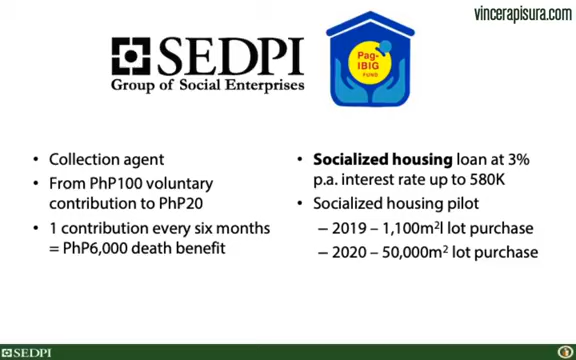 vincerapisura.com
SEDPI
Group of Social Enterprises
Pag-
IBIG
FUND
• Collection agent
• From PhP100 voluntary
contribution to PhP20
• 1 contribution every six months
= PhP6,000 death benefit
• Socialized housing loan at 3%
p.a. interest rate up to 580K
• Socialized housing pilot
– 2019 – 1,100m²l lot purchase
– 2020 – 50,000m² lot purchase
SEDPI